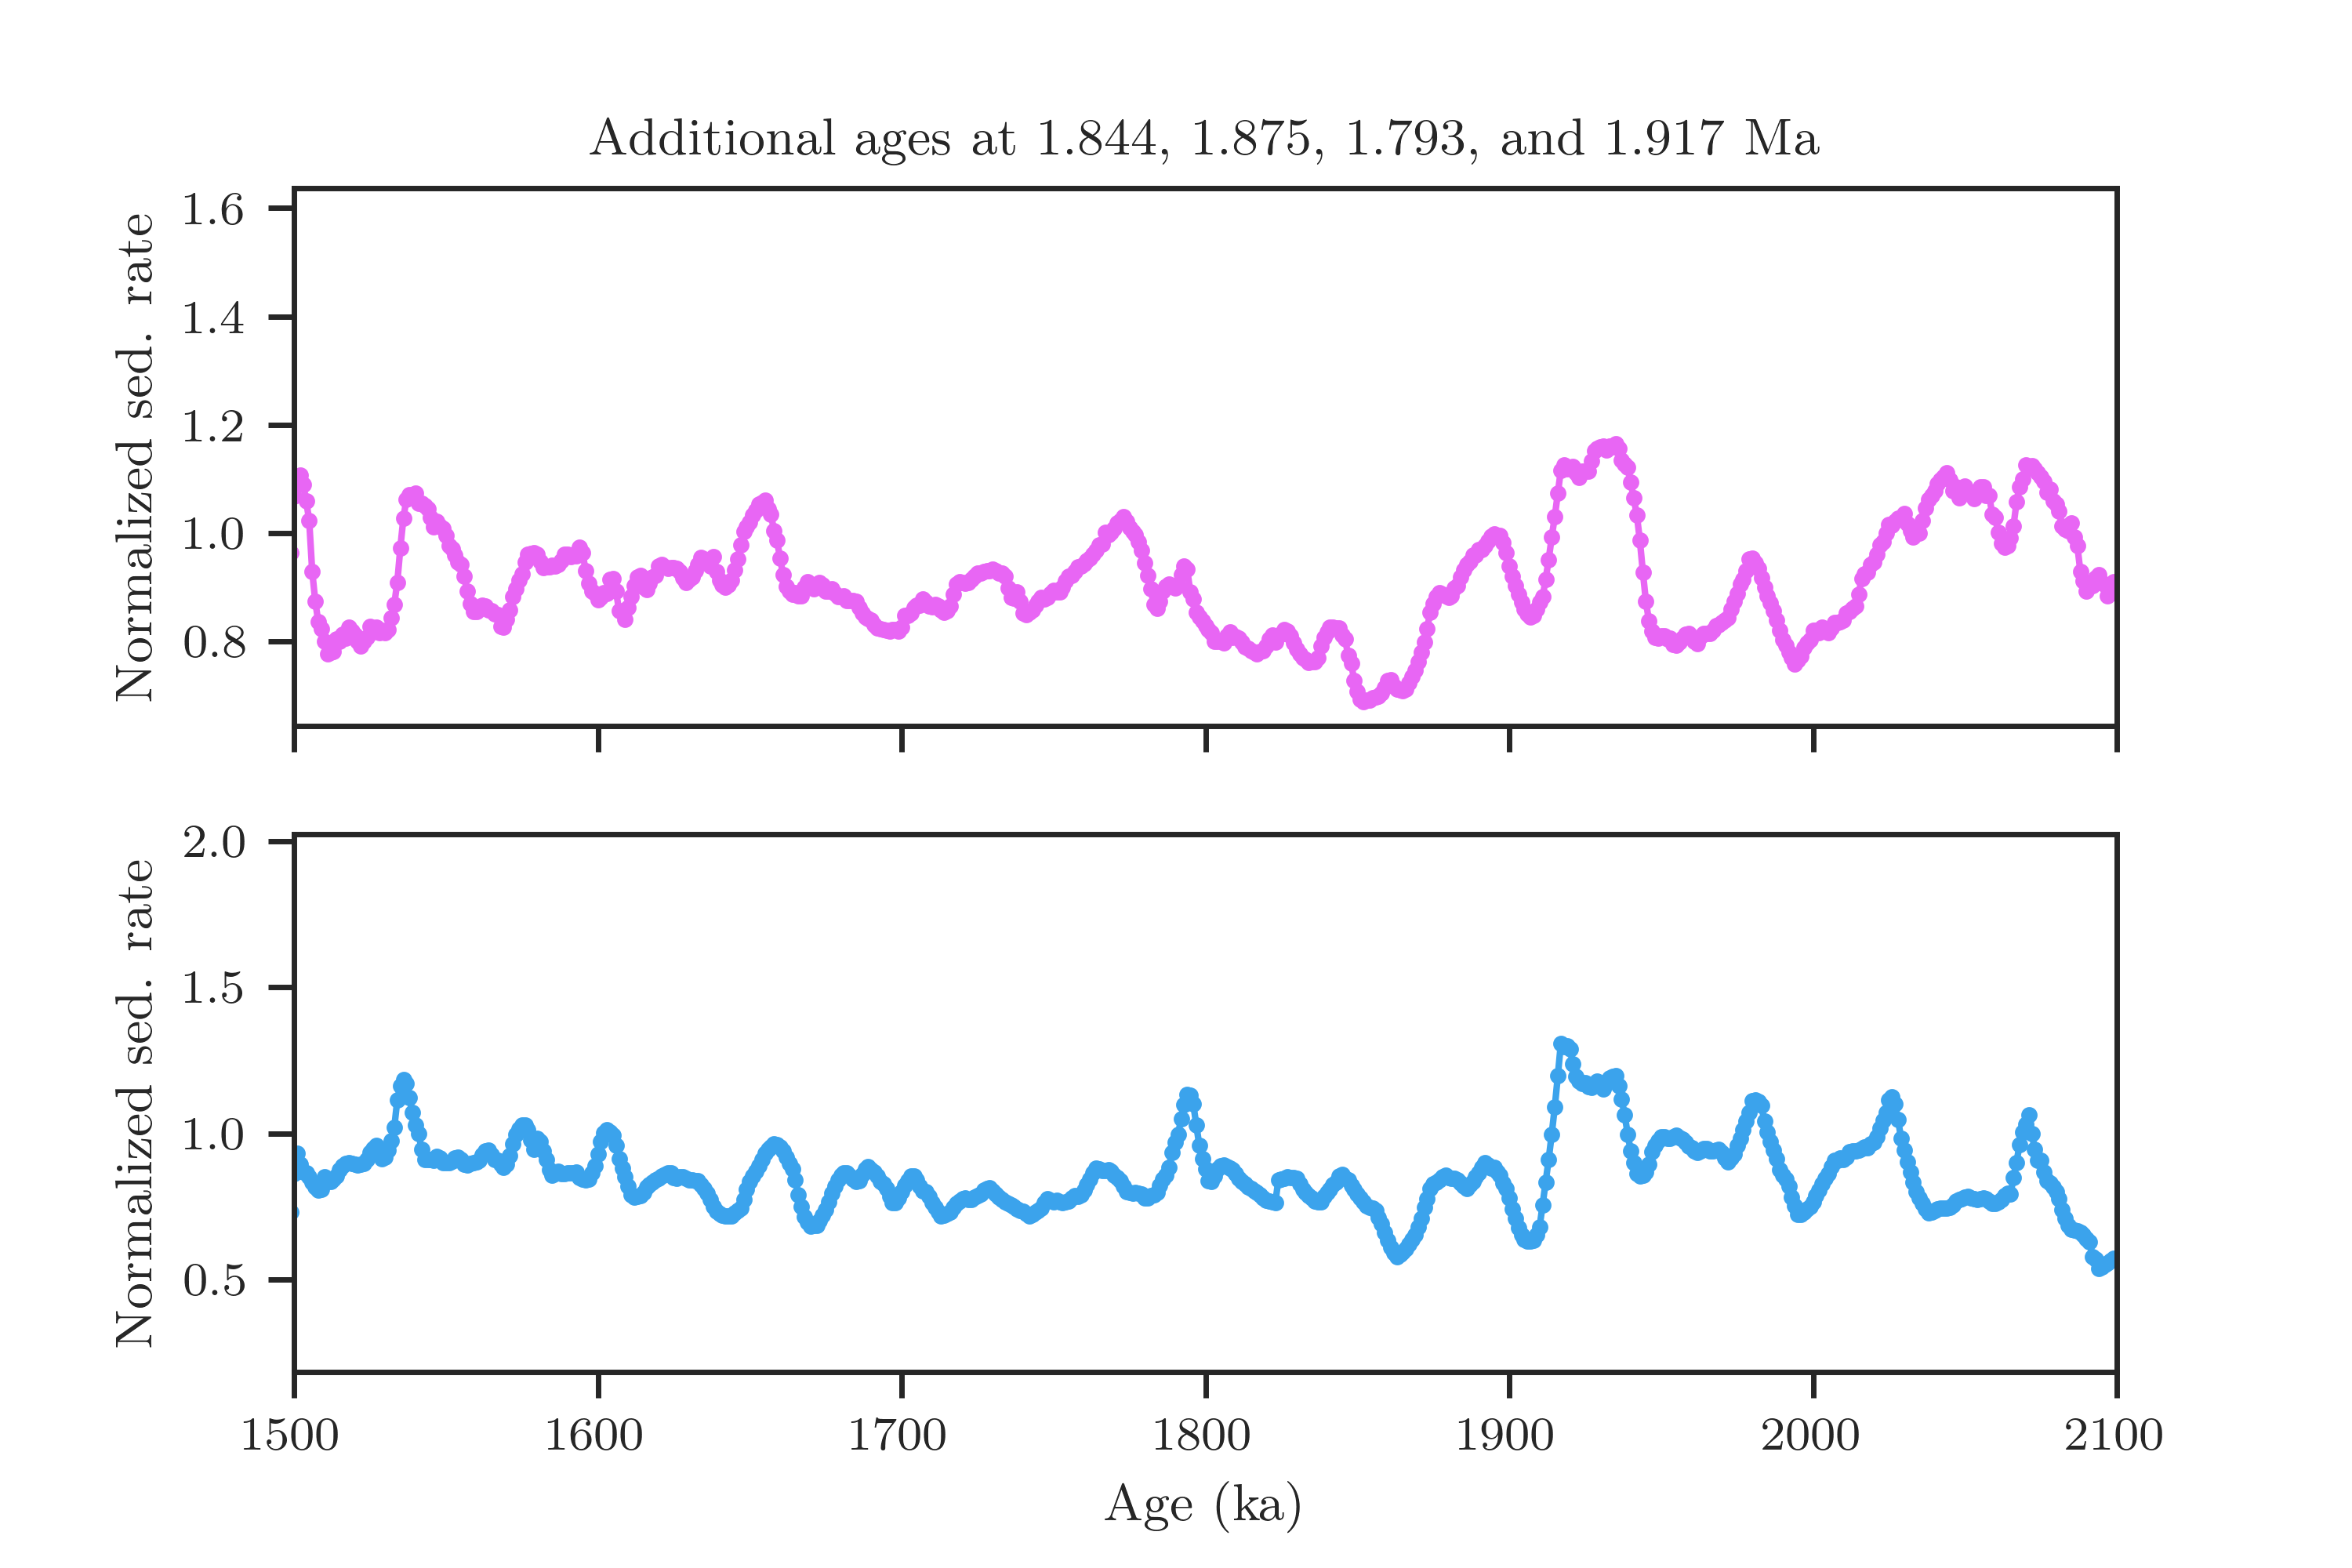 Additional ages at 1.844, 1.875, 1.793, and 1.917 Ma
Normalized sed. rate
1.6
1.4
1.2
1.0
0.8
Normalized sed. rate
2.0
1.5
1.0
0.5
1500 1600 1700 1800 1900 2000 2100
Age (ka)